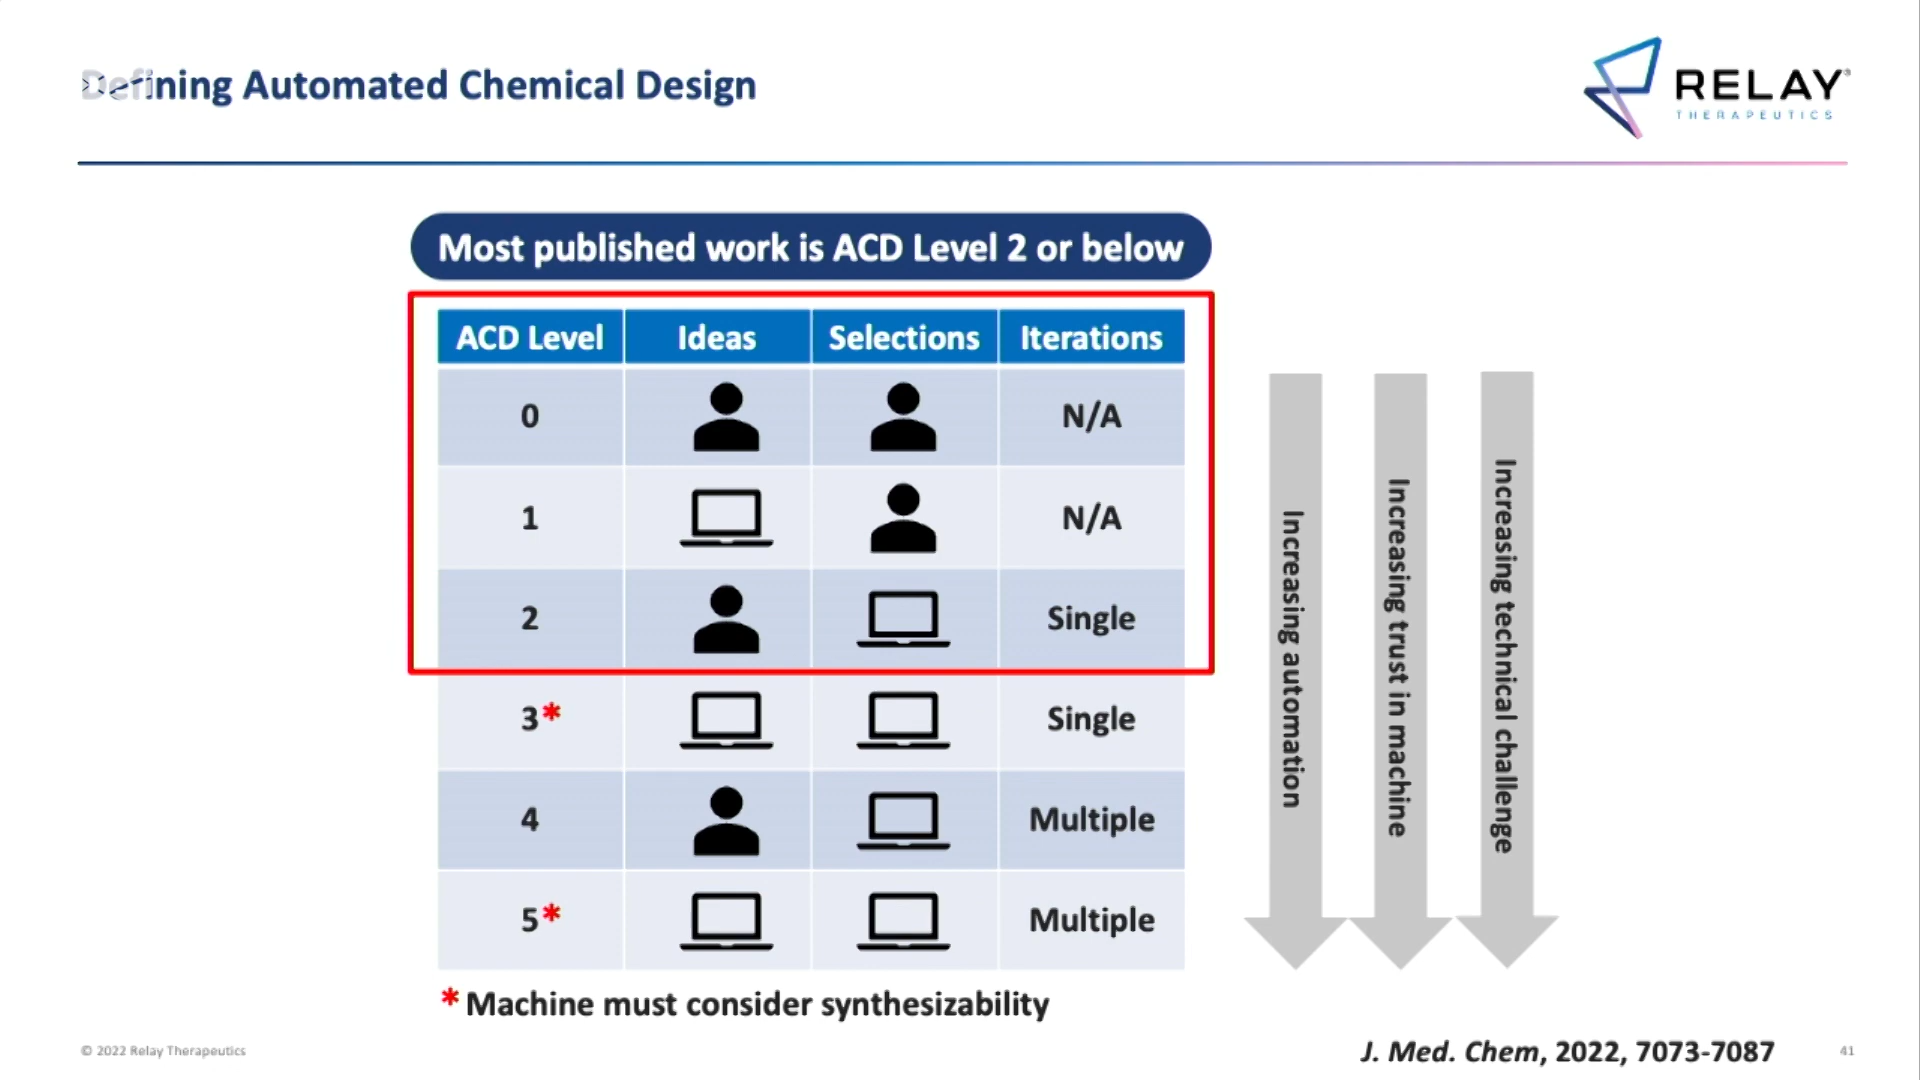 Defining Automated Chemical Design
RELAY
THERAPEUTICS
Most published work is ACD Level 2 or below
ACD Level Ideas Selections Iterations
0 N/A
1 N/A
2 Single
3* Single
4 Multiple
5* Multiple
* Machine must consider synthesizability
Increasing automation
Increasing trust in machine
Increasing technical challenge
© 2022 Relay Therapeutics
J. Med. Chem, 2022, 7073-7087
41